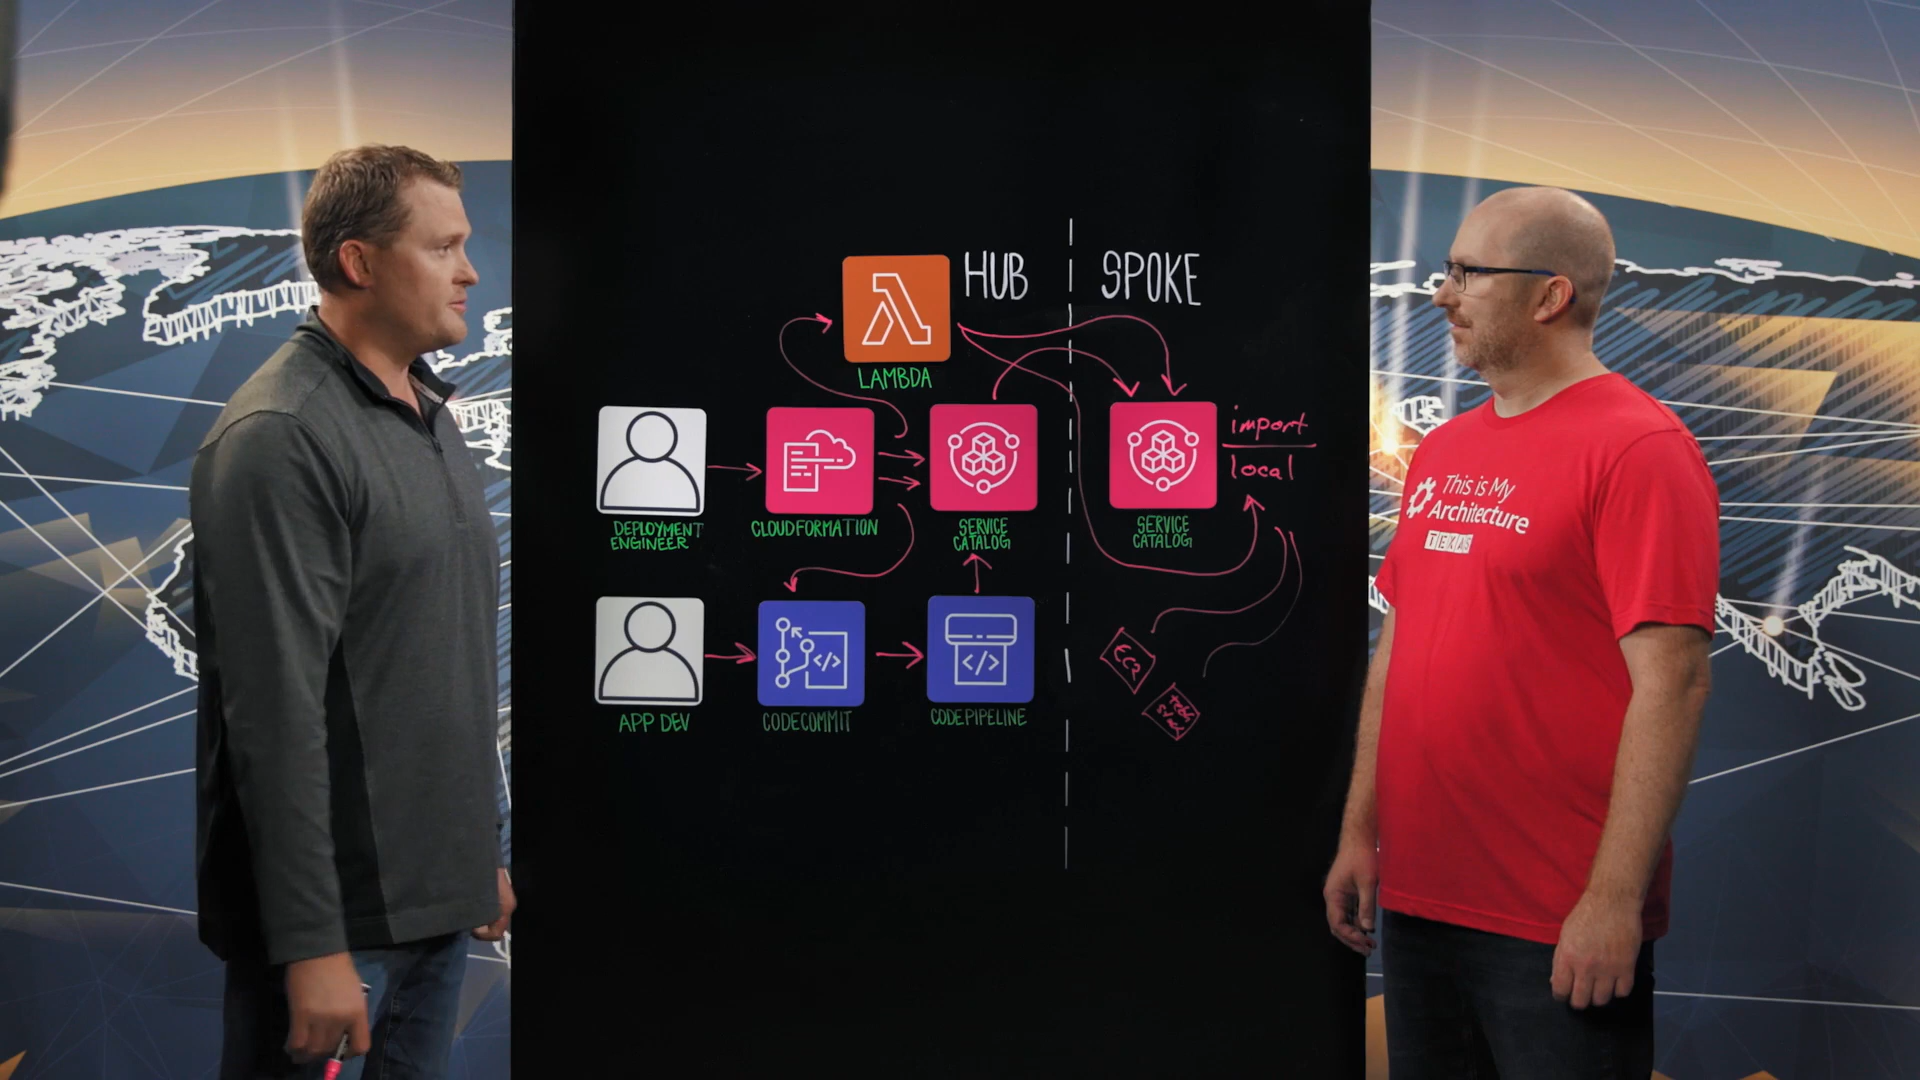 HUB
SPOKE
LAMBDA
import
local
DEPLOYMENT
ENGINEER
CLOUDFORMATION
SERVICE
CATALOG
SERVICE
CATALOG
This is My
Architecture
TEXAS
EC2
APP DEV
CODECOMMIT
CODEPIPELINE